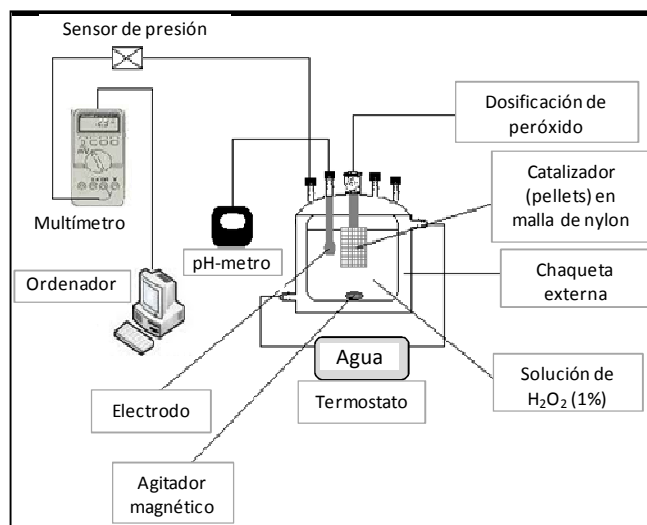 Sensor de presión
Dosificación de
peróxido
Catalizador
(pellets) en
malla de nylon
Multímetro
pH-metro
Chaqueta
externa
Ordenador
Agua
Solución de
H₂O₂ (1%)
Electrodo
Termostato
Agitador
magnético